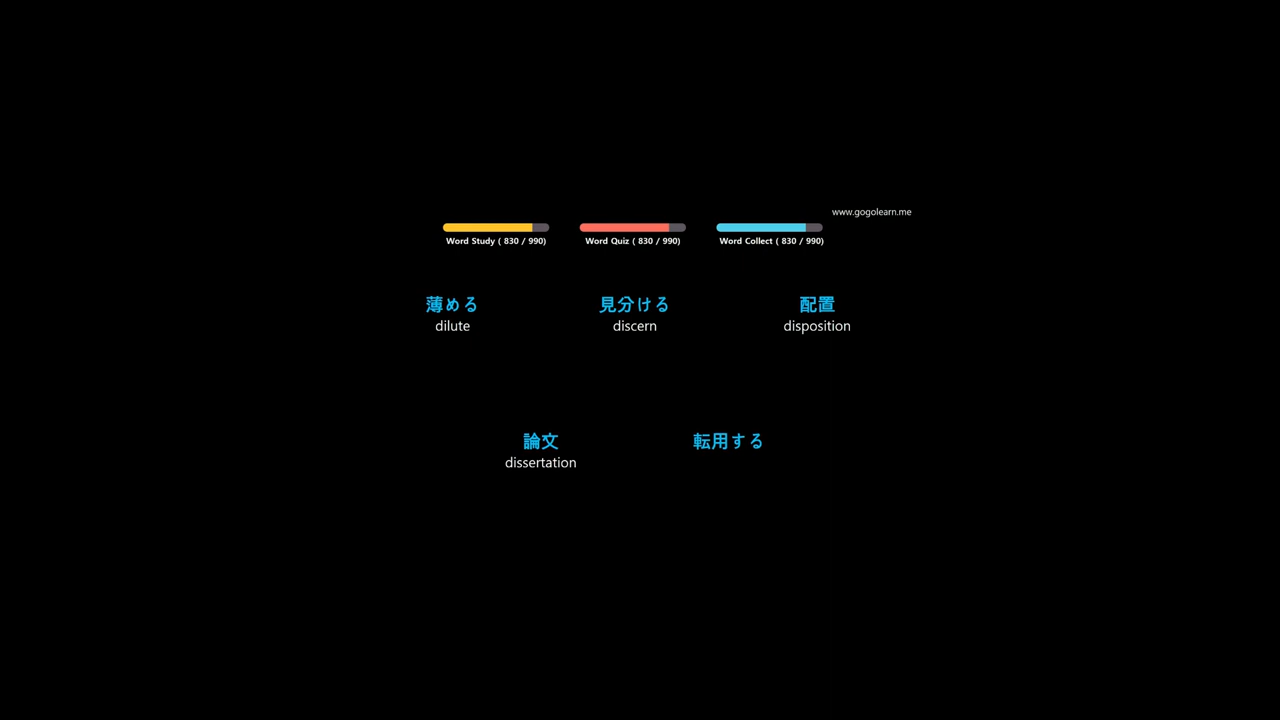 www.gogolearn.me
Word Study ( 830 / 990)
Word Quiz ( 830 / 990)
Word Collect ( 830 / 990)
薄める
dilute
見分ける
discern
配置
disposition
論文
dissertation
転用する